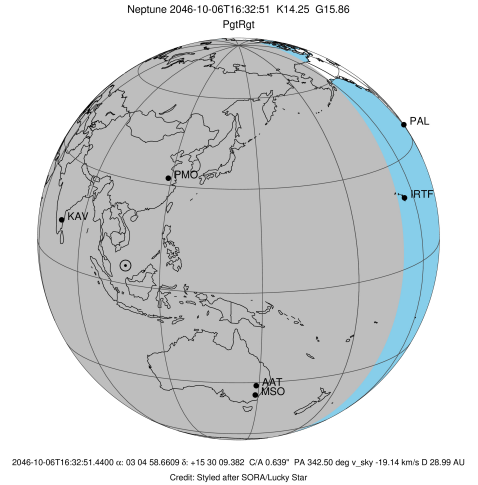 Neptune 2046-10-06T16:32:51  K14.25  G15.86
PgtRgt
PAL
PMO
IRTF
KAV
AAT
MSO
2046-10-06T16:32:51.4400 α: 03 04 58.6609 δ: +15 30 09.382  C/A 0.639"  PA 342.50 deg v_sky -19.14 km/s D 28.99 AU
Credit: Styled after SORA/Lucky Star